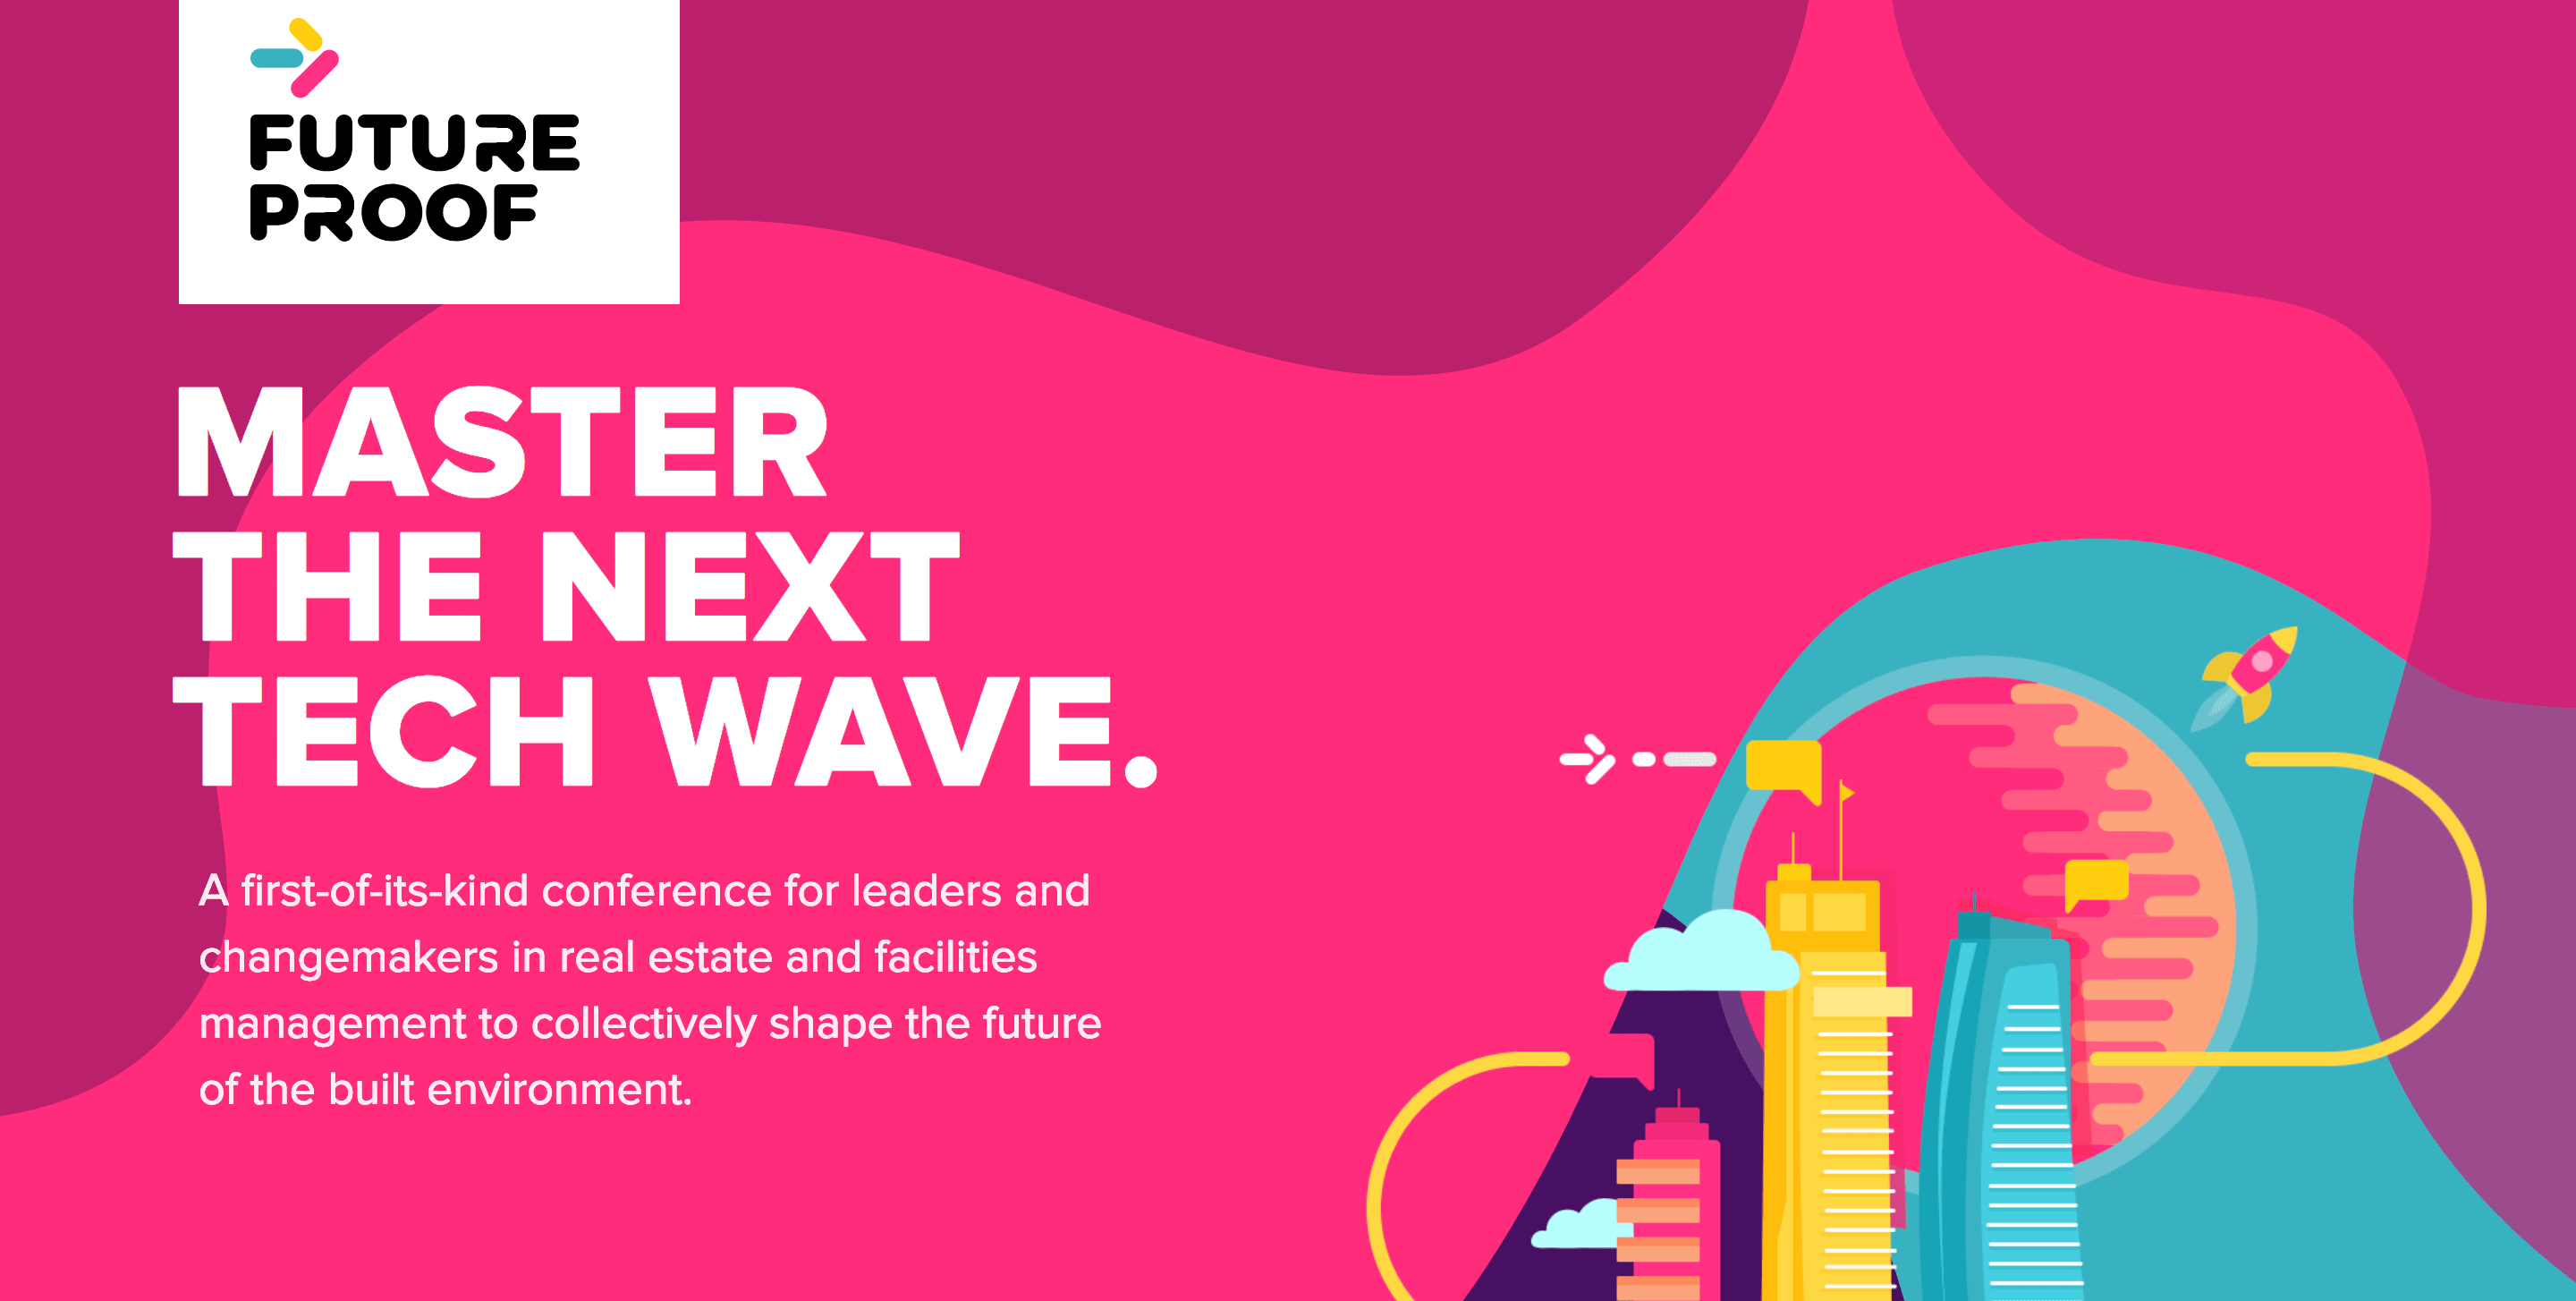 FUTURE
PROOF
MASTER
THE NEXT
TECH WAVE.
A first-of-its-kind conference for leaders and
changemakers in real estate and facilities
management to collectively shape the future
of the built environment.